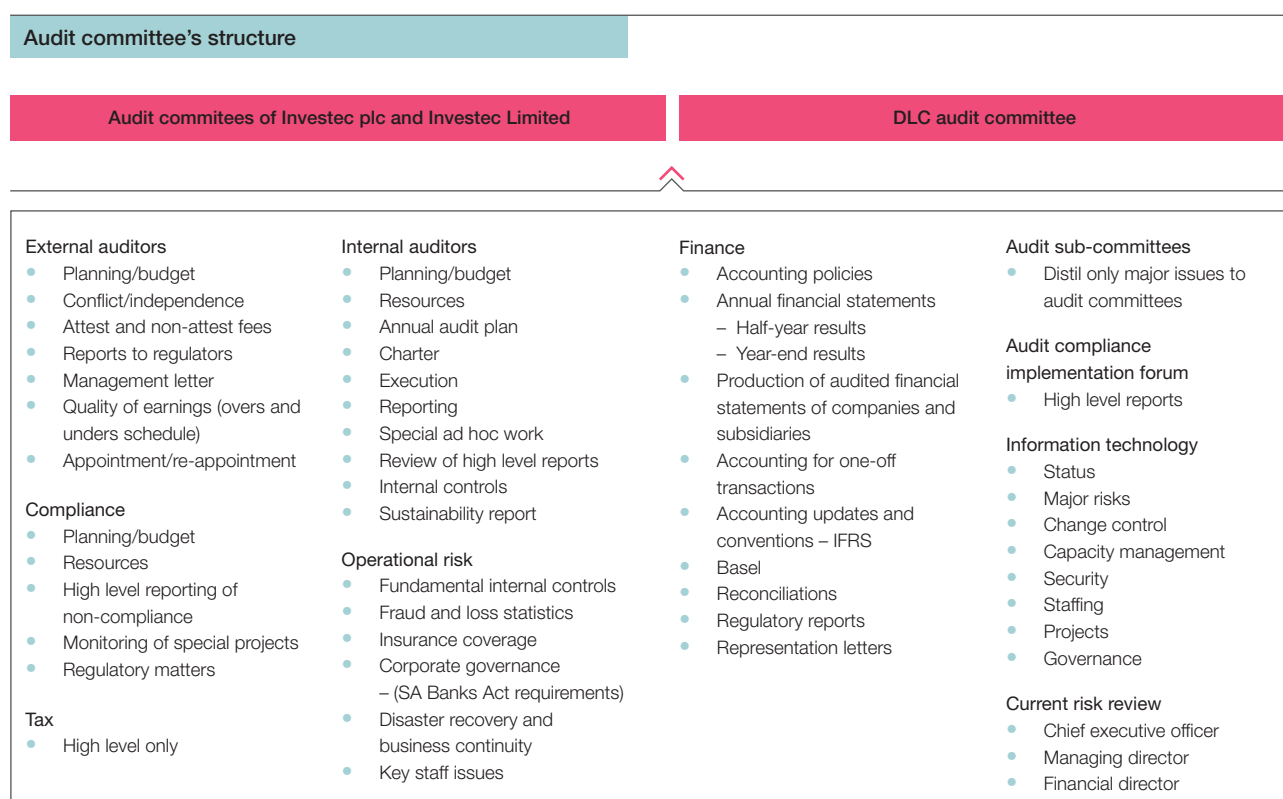 Audit committee's structure
Audit commitees of Investec plc and Investec Limited
DLC audit committee
External auditors
• Planning/budget
• Conflict/independence
• Attest and non-attest fees
• Reports to regulators
• Management letter
• Quality of earnings (overs and
unders schedule)
• Appointment/re-appointment
Compliance
• Planning/budget
• Resources
• High level reporting of
non-compliance
• Monitoring of special projects
• Regulatory matters
Tax
• High level only
Internal auditors
• Planning/budget
• Resources
• Annual audit plan
• Charter
• Execution
• Reporting
• Special ad hoc work
• Review of high level reports
• Internal controls
• Sustainability report
Operational risk
• Fundamental internal controls
• Fraud and loss statistics
• Insurance coverage
• Corporate governance
– (SA Banks Act requirements)
• Disaster recovery and
business continuity
• Key staff issues
Finance
• Accounting policies
• Annual financial statements
– Half-year results
– Year-end results
• Production of audited financial
statements of companies and
subsidiaries
• Accounting for one-off
transactions
• Accounting updates and
conventions – IFRS
• Basel
• Reconciliations
• Regulatory reports
• Representation letters
Audit sub-committees
• Distil only major issues to
audit committees
Audit compliance
implementation forum
• High level reports
Information technology
• Status
• Major risks
• Change control
• Capacity management
• Security
• Staffing
• Projects
• Governance
Current risk review
• Chief executive officer
• Managing director
• Financial director